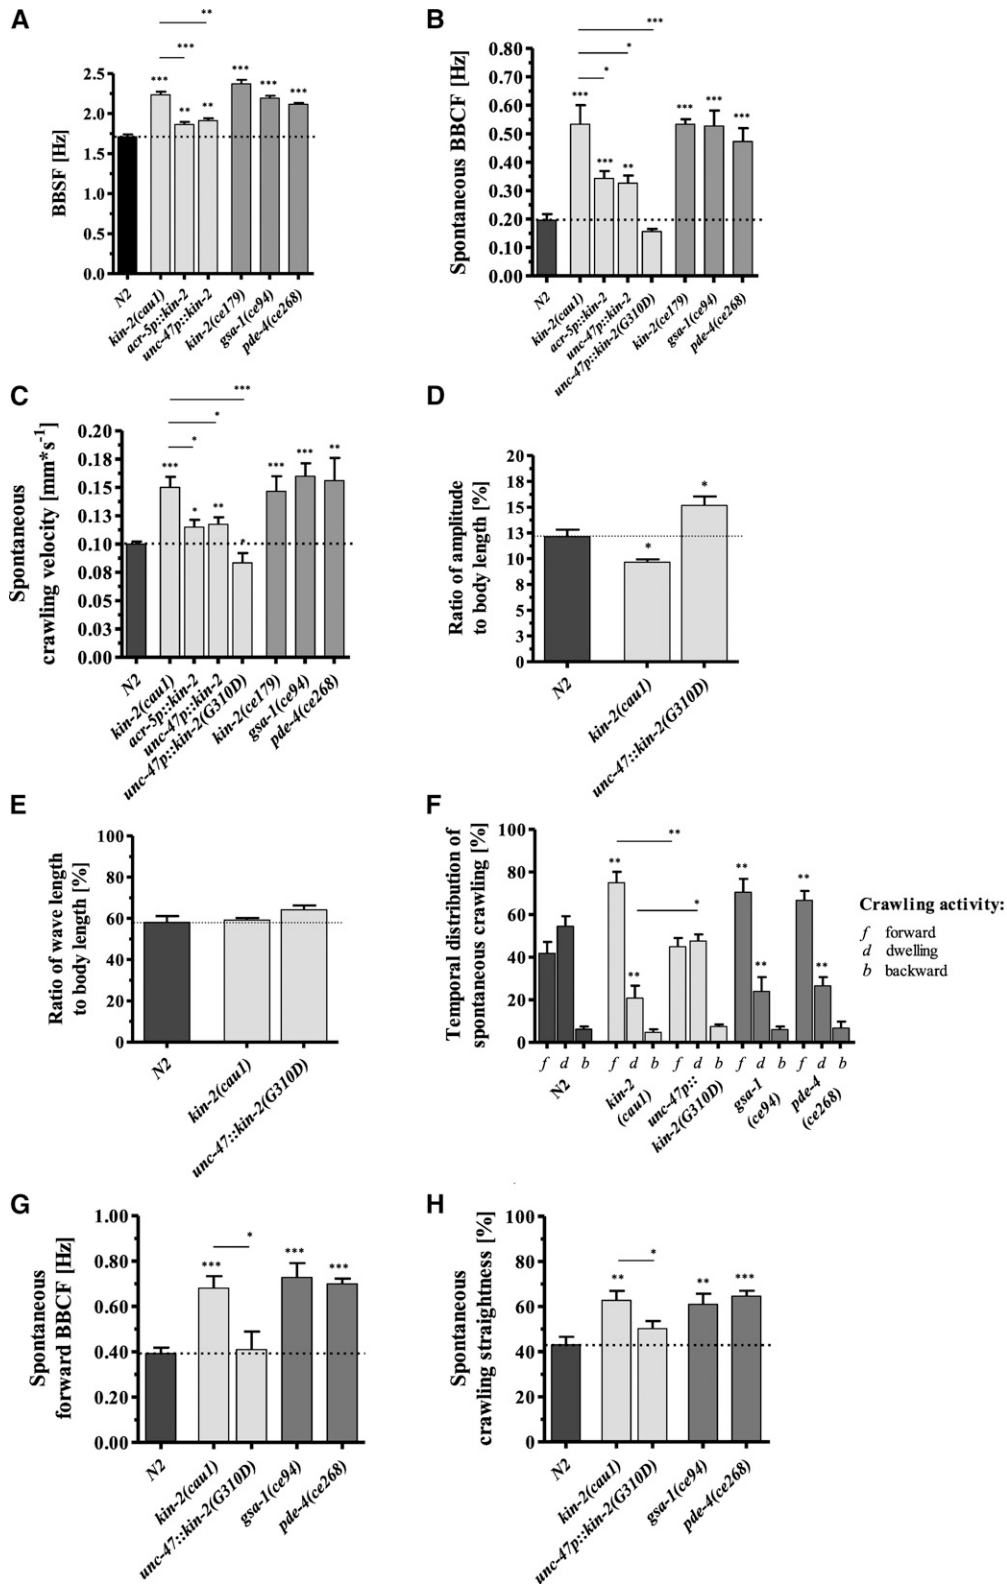 A
** 
***
BBSF [Hz]
2.5
2.0
1.5
1.0
0.5
0.0
*** ** ** *** *** ***
N2
kin-2(cau1)
acr-5p::kin-2
unc-47p::kin-2
kin-2(ce179)
gsa-1(ce94)
pde-4(ce268)
B
***
*
*
Spontaneous BBCF [Hz]
0.80
0.70
0.60
0.50
0.40
0.30
0.20
0.10
0.00
*** *** ** *** *** ***
N2
kin-2(cau1)
acr-5p::kin-2
unc-47p::kin-2
unc-47p::kin-2(G310D)
kin-2(ce179)
gsa-1(ce94)
pde-4(ce268)
C
***
*
*
Spontaneous
crawling velocity [mm*s-1]
0.20
0.18
0.15
0.13
0.10
0.08
0.05
0.03
0.00
*** * ** * *** *** **
N2
kin-2(cau1)
acr-5p::kin-2
unc-47p::kin-2
unc-47p::kin-2(G310D)
kin-2(ce179)
gsa-1(ce94)
pde-4(ce268)
D
Ratio of amplitude
to body length [%]
20
18
15
13
10
8
5
3
0
* *
N2
kin-2(cau1)
unc-47::kin-2(G310D)
E
Ratio of wave length
to body length [%]
100
80
60
40
20
0
N2
kin-2(cau1)
unc-47::kin-2(G310D)
F
Temporal distribution of
spontaneous crawling [%]
100
80
60
40
20
0
**
*
** ** ** ** ** **
f d b f d b f d b f d b f d b
N2
kin-2
(cau1)
unc-47p::
kin-2(G310D)
gsa-1
(ce94)
pde-4
(ce268)
Crawling activity:
f forward
d dwelling
b backward
G
Spontaneous
forward BBCF [Hz]
1.00
0.80
0.60
0.40
0.20
0.00
*
*** *** ***
N2
kin-2(cau1)
unc-47::kin-2(G310D)
gsa-1(ce94)
pde-4(ce268)
H
Spontaneous
crawling straightness [%]
100
80
60
40
20
0
*
** ** ***
N2
kin-2(cau1)
unc-47p::kin-2(G310D)
gsa-1(ce94)
pde-4(ce268)